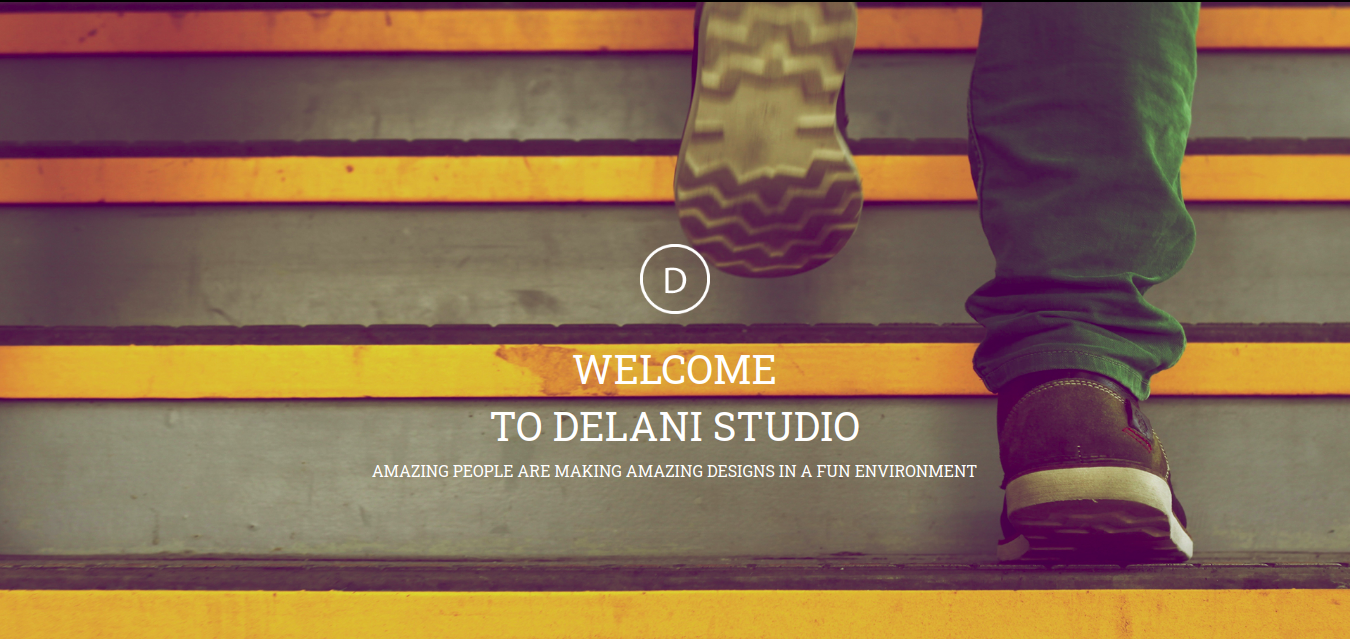 D
WELCOME
TO DELANI STUDIO
AMAZING PEOPLE ARE MAKING AMAZING DESIGNS IN A FUN ENVIRONMENT